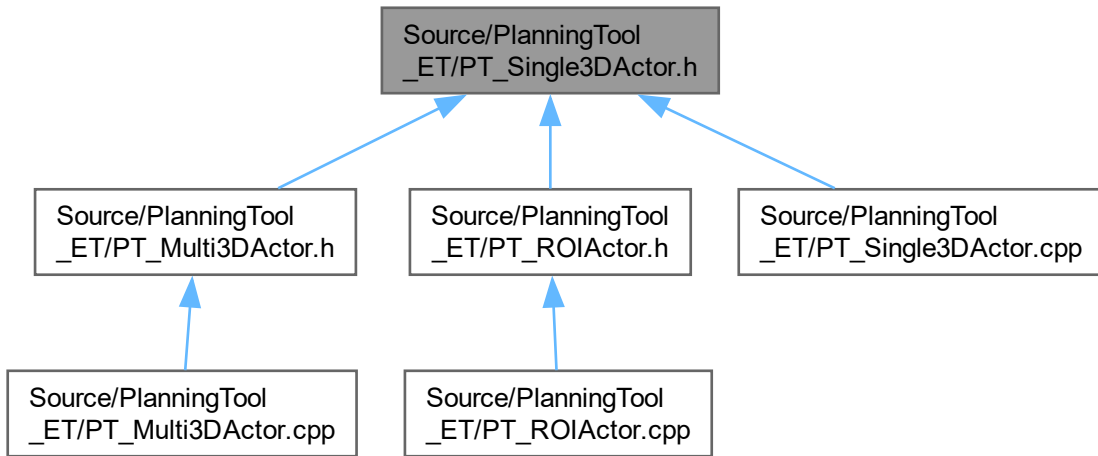 Source/PlanningTool
_ET/PT_Single3DActor.h
Source/PlanningTool
_ET/PT_Multi3DActor.h
Source/PlanningTool
_ET/PT_ROIActor.h
Source/PlanningTool
_ET/PT_Single3DActor.cpp
Source/PlanningTool
_ET/PT_Multi3DActor.cpp
Source/PlanningTool
_ET/PT_ROIActor.cpp